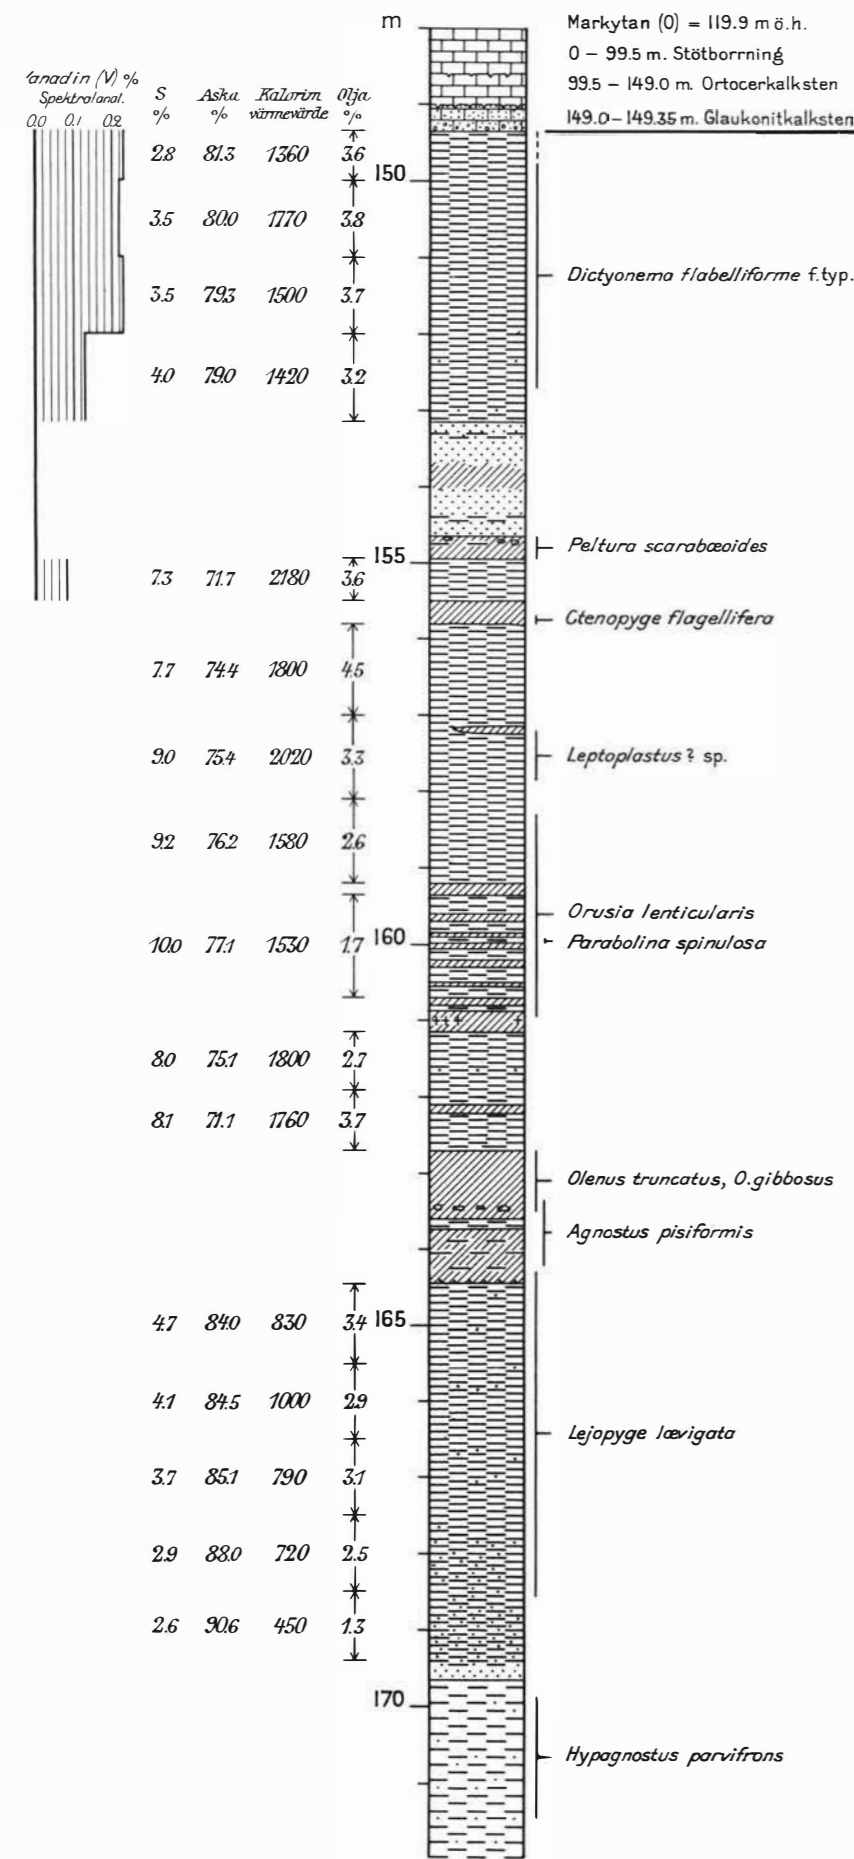 m
Markytan (0) = 119.9 m ö.h.
0 – 99.5 m. Stötborrning
99.5 – 149.0 m. Ortocerkalksten
149.0–149.35 m. Glaukonitkalksten
anadin (V) %
Spektralanal.
0.0 0.1 0.2
S %
Aska %
Kalorim värmevärde
Olja %
2.8 81.3 1360 3.6
150
3.5 80.0 1770 3.8
Dictyonema flabelliforme f.typ.
3.5 79.3 1500 3.7
4.0 79.0 1420 3.2
Peltura scarabæoides
155
7.3 71.7 2180 3.6
Ctenopyge flagellifera
7.7 74.4 1800 4.5
9.0 75.4 2020 3.3
Leptoplastus? sp.
9.2 76.2 1580 2.6
Orusia lenticularis
10.0 77.1 1530 1.7 160
Parabolina spinulosa
8.0 75.1 1800 2.7
8.1 71.1 1760 3.7
Olenus truncatus, O.gibbosus
Agnostus pisiformis
4.7 84.0 830 3.4 165
4.1 84.5 1000 2.9
Lejopyge lævigata
3.7 85.1 790 3.1
2.9 88.0 720 2.5
2.6 90.6 450 1.3
170
Hypagnostus parvifrons